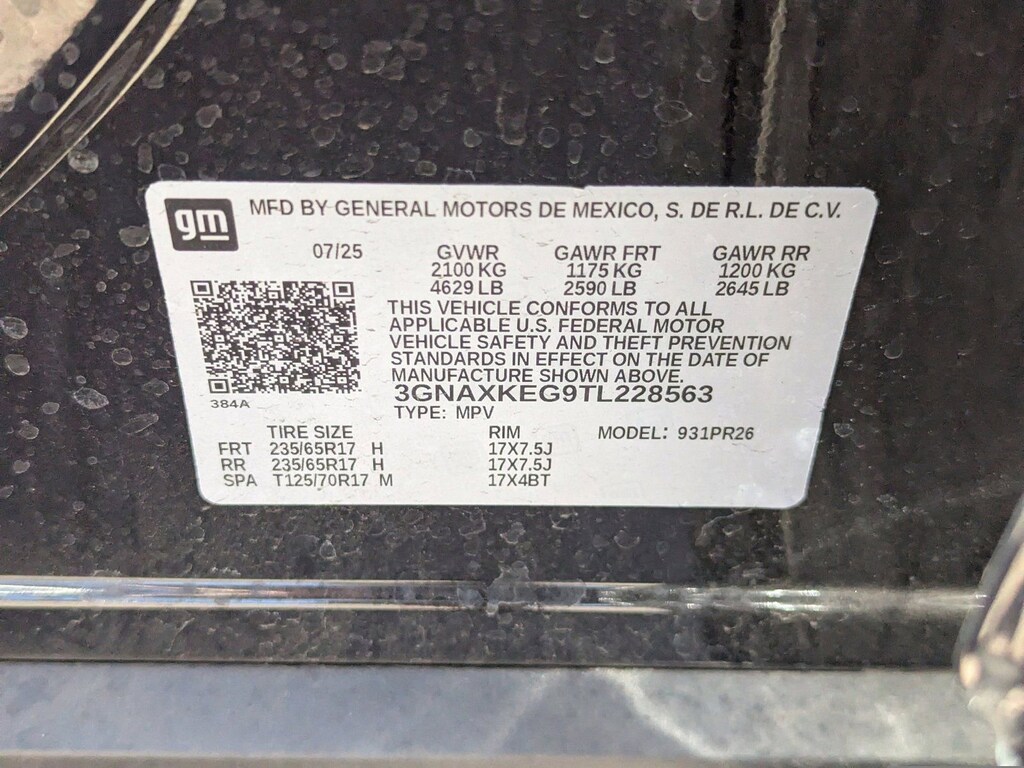 gm MFD BY GENERAL MOTORS DE MEXICO, S. DE R.L. DE C.V.
07/25 GVWR GAWR FRT GAWR RR
2100 KG 1175 KG 1200 KG
4629 LB 2590 LB 2645 LB
THIS VEHICLE CONFORMS TO ALL
APPLICABLE U.S. FEDERAL MOTOR
VEHICLE SAFETY AND THEFT PREVENTION
STANDARDS IN EFFECT ON THE DATE OF
MANUFACTURE SHOWN ABOVE.
3GNAXKEG9TL228563
384A
TYPE: MPV
TIRE SIZE RIM MODEL: 931PR26
FRT 235/65R17 H 17X7.5J
RR 235/65R17 H 17X7.5J
SPA T125/70R17 M 17X4BT